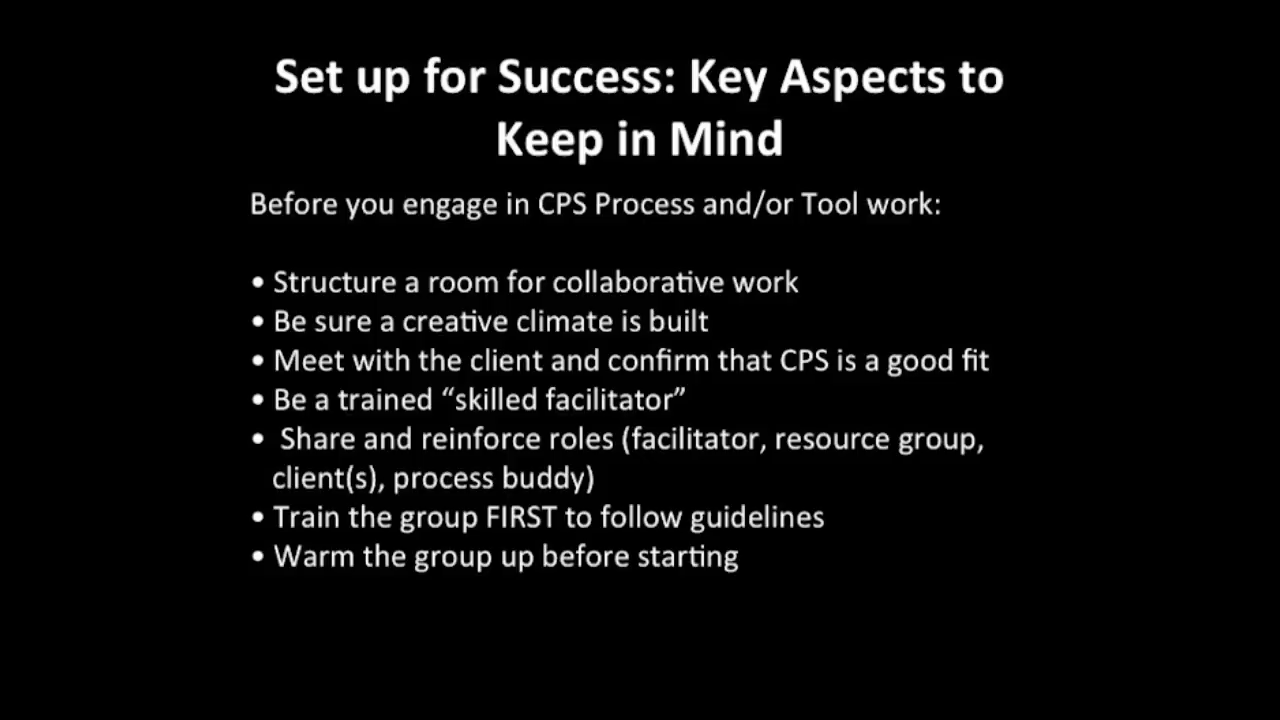 Set up for Success: Key Aspects to
Keep in Mind
Before you engage in CPS Process and/or Tool work:
• Structure a room for collaborative work
• Be sure a creative climate is built
• Meet with the client and confirm that CPS is a good fit
• Be a trained “skilled facilitator”
• Share and reinforce roles (facilitator, resource group,
client(s), process buddy)
• Train the group FIRST to follow guidelines
• Warm the group up before starting